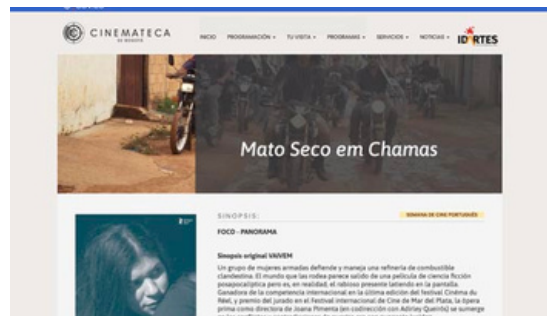 CINEMATECA
DE BOGOTÁ
INICIO PROGRAMACIÓN TU VISITA PROGRAMAS SERVICIOS NOTICIAS IDARTES
Mato Seco em Chamas
SINOPSIS:
SEMANA DE CINE PORTUGUÉS
FOCO - PANORAMA
Sinopsis original VAIVEM
Un grupo de mujeres armadas defiende y maneja una refinería de combustible
clandestina. El mundo que las rodea parece salido de una película de ciencia ficción
posapocalíptica pero es, en realidad, el rabioso presente latiendo en la pantalla.
Ganadora de la competencia internacional en la última edición del festival Cinéma du
Réel, y premio del jurado en el Festival Internacional de Cine de Mar del Plata, la ópera
prima como directora de Joana Pimenta (en codirección con Adirley Queirós) se sumerge